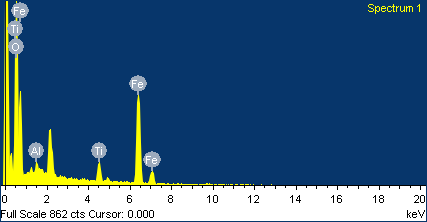 Spectrum 1
Fe
Ti
O
Al
Ti
Fe
Fe
0 2 4 6 8 10 12 14 16 18 20
Full Scale 862 cts Cursor: 0.000 keV